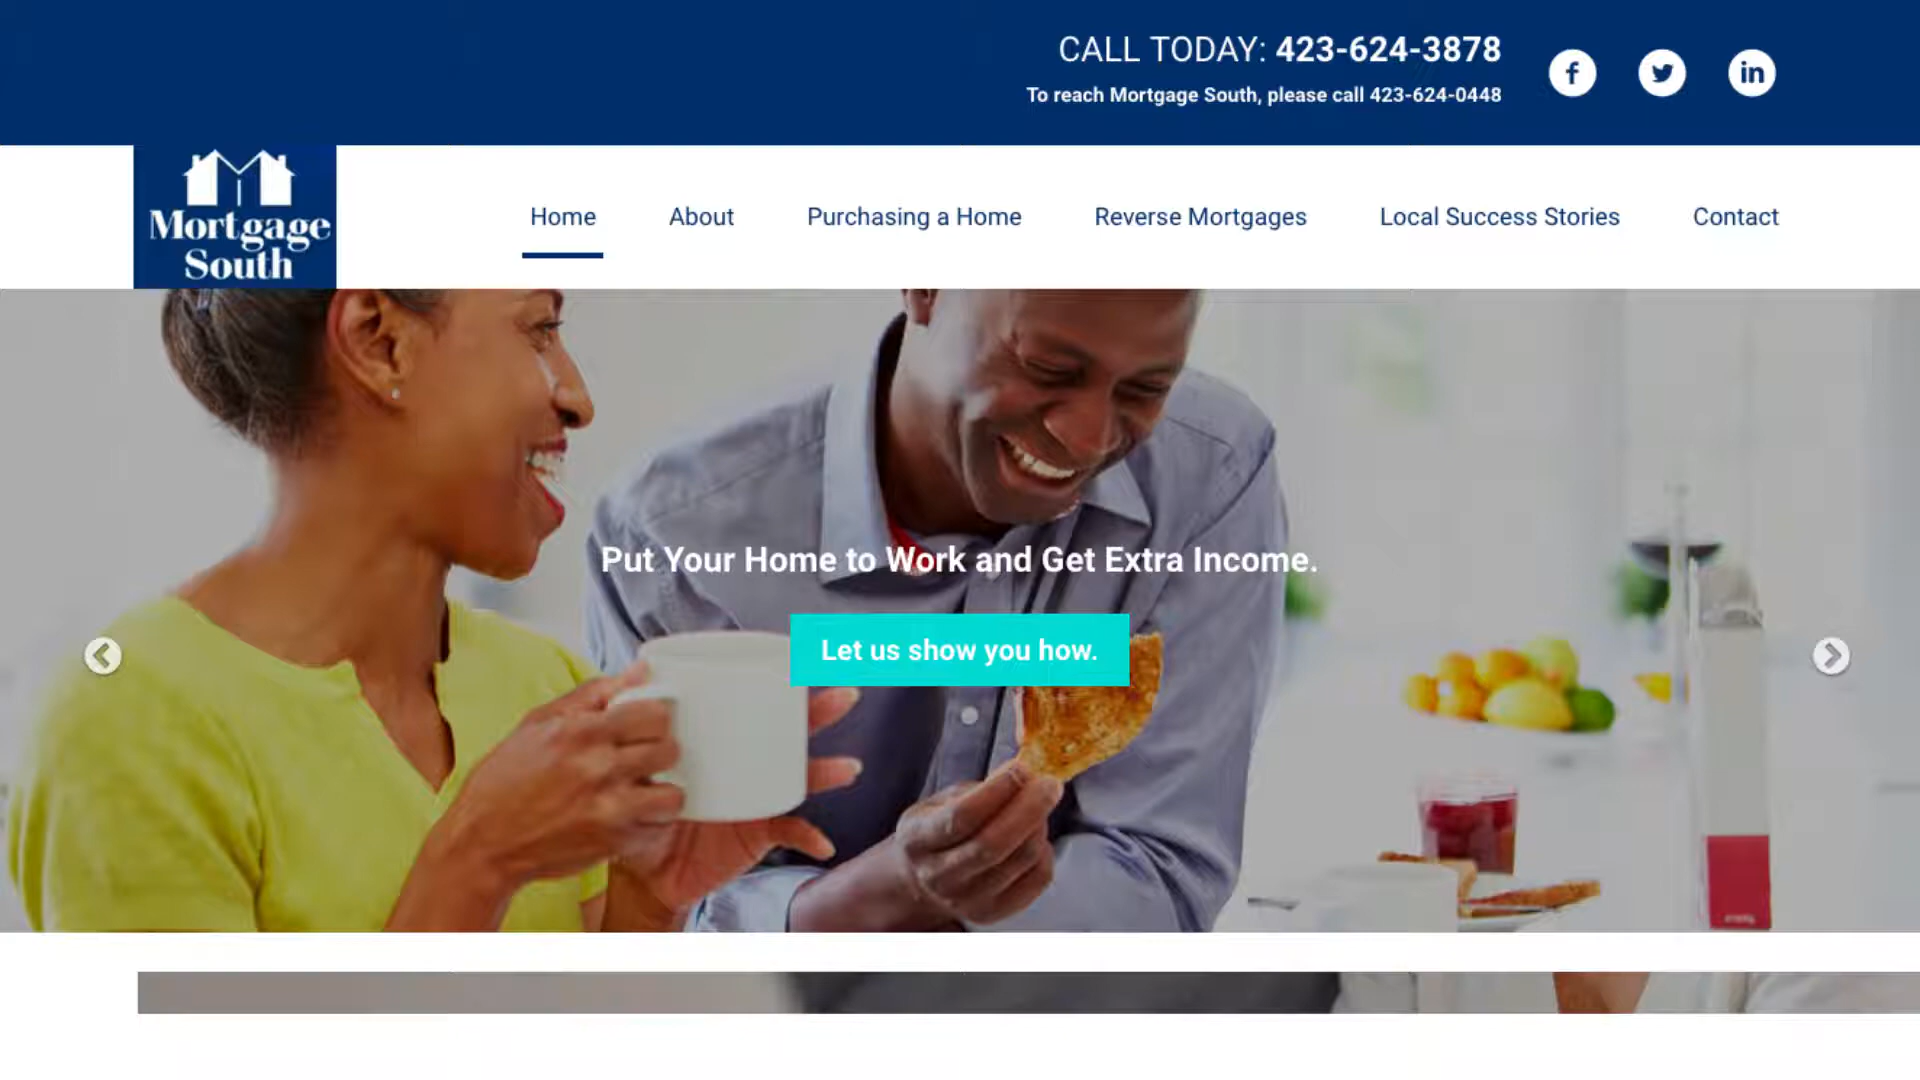 CALL TODAY: 423-624-3878
To reach Mortgage South, please call 423-624-0448
Mortgage
South
Home
About
Purchasing a Home
Reverse Mortgages
Local Success Stories
Contact
Put Your Home to Work and Get Extra Income.
Let us show you how.